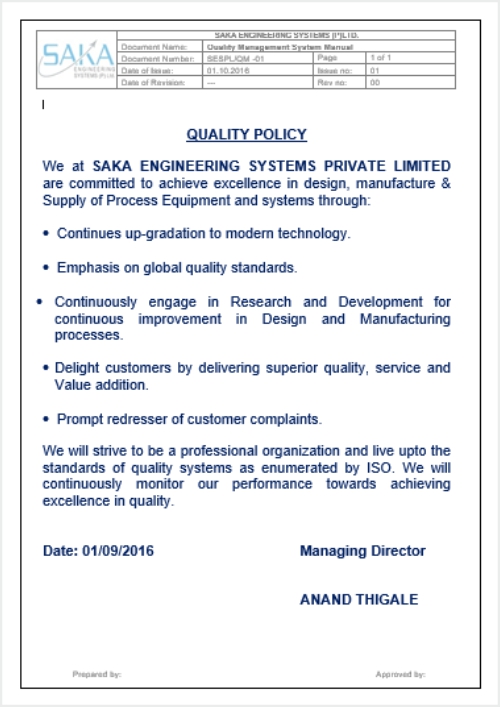 SAKA ENGINEERING SYSTEMS [P]LTD.
SAKA
ENGINEERING
SYSTEMS (P) Ltd.
Document Name: Quality Management System Manual
Document Number: SESPL/QM -01 Page 1 of 1
Date of Issue: 01.10.2016 Issue no: 01
Date of Revision: --- Rev no: 00
QUALITY POLICY
We at SAKA ENGINEERING SYSTEMS PRIVATE LIMITED
are committed to achieve excellence in design, manufacture &
Supply of Process Equipment and systems through:
• Continues up-gradation to modern technology.
• Emphasis on global quality standards.
• Continuously engage in Research and Development for
continuous improvement in Design and Manufacturing
processes.
• Delight customers by delivering superior quality, service and
Value addition.
• Prompt redresser of customer complaints.
We will strive to be a professional organization and live upto the
standards of quality systems as enumerated by ISO. We will
continuously monitor our performance towards achieving
excellence in quality.
Date: 01/09/2016 Managing Director
ANAND THIGALE
Prepared by: Approved by: